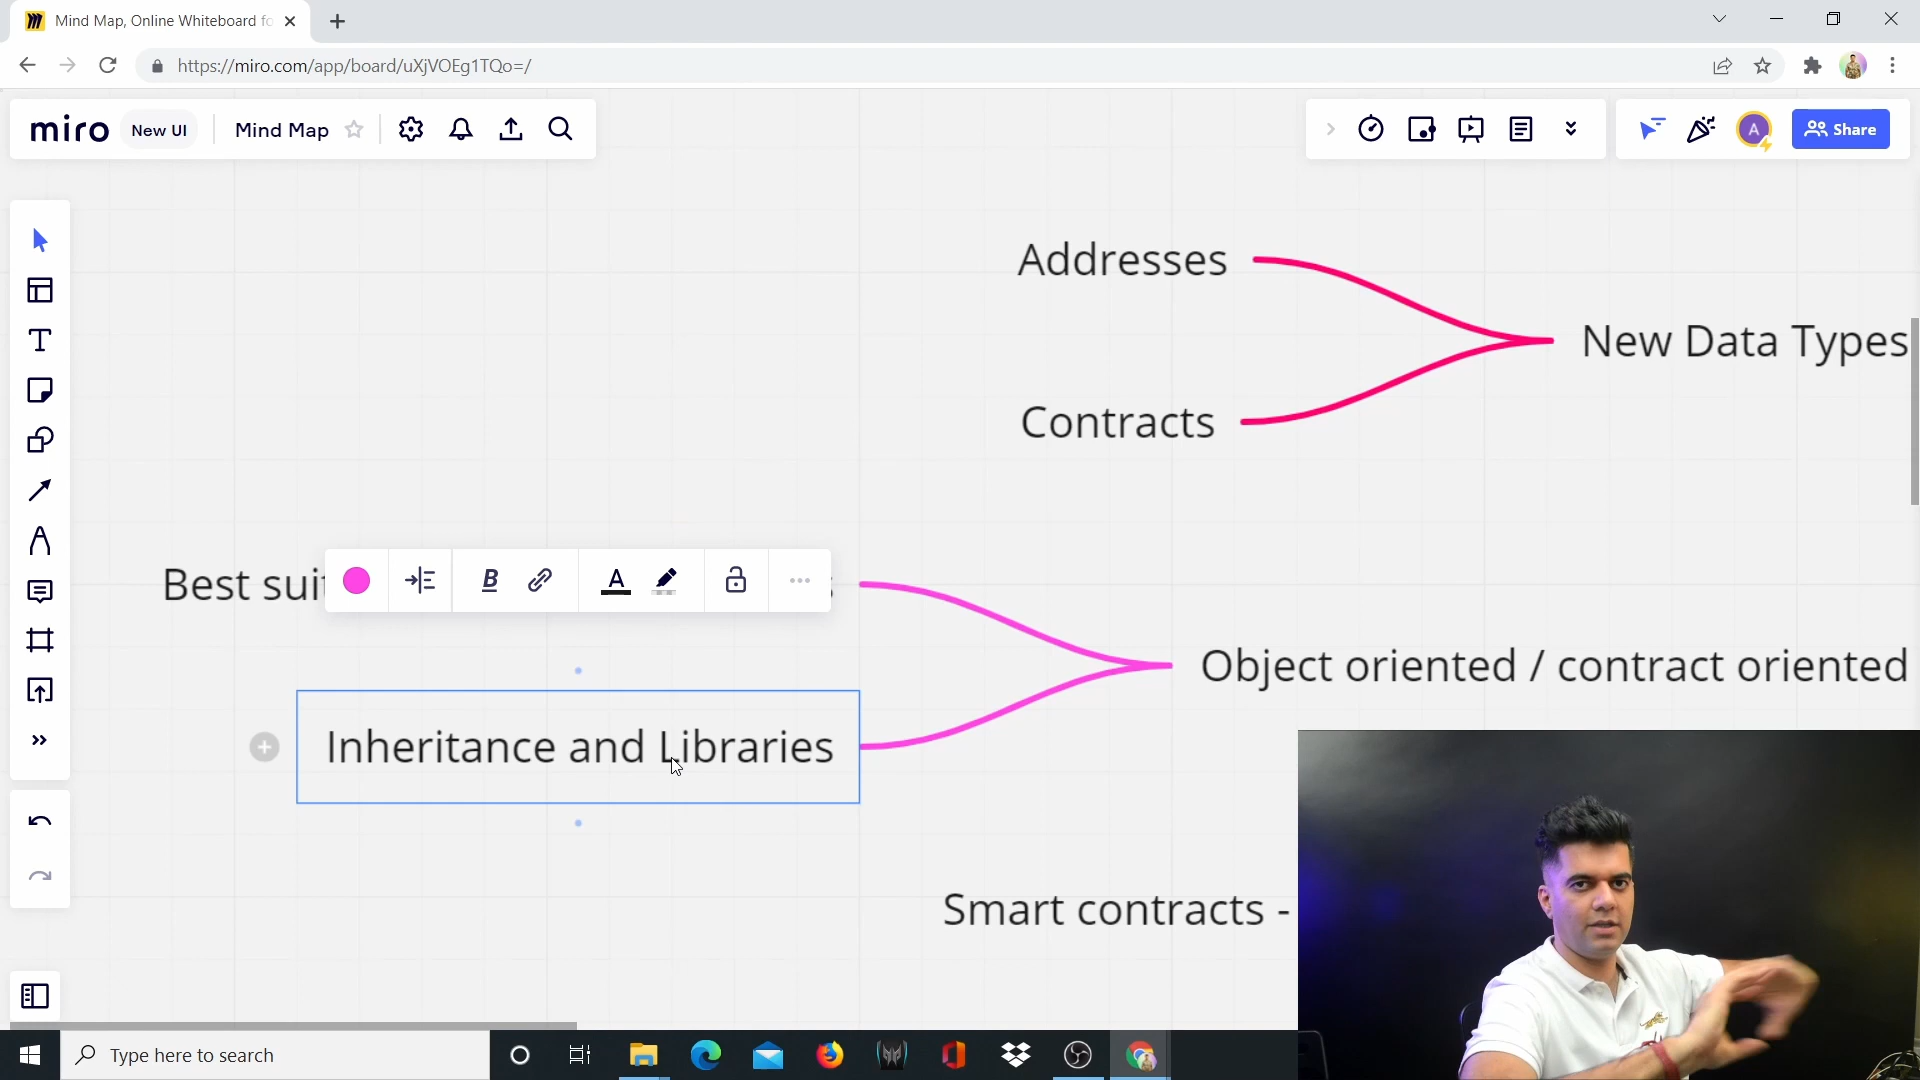 Mind Map, Online Whiteboard fo
https://miro.com/app/board/uXjVOEg1TQo=/
miro
New UI
Mind Map
A
Share
Addresses
New Data Types
Contracts
Best sui
B
A
Object oriented / contract oriented
Inheritance and Libraries
Smart contracts -
Type here to search